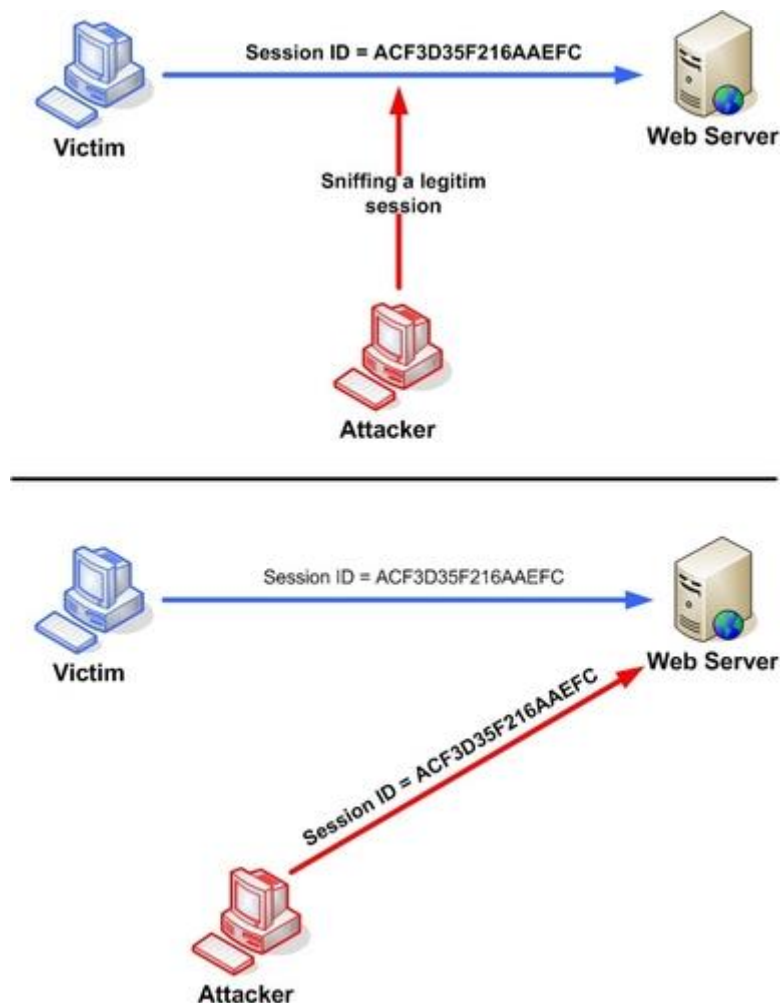 Session ID = ACF3D35F216AAEFC
Victim
Web Server
Sniffing a legitim
session
Attacker
Session ID = ACF3D35F216AAEFC
Victim
Web Server
Session ID = ACF3D35F216AAEFC
Attacker